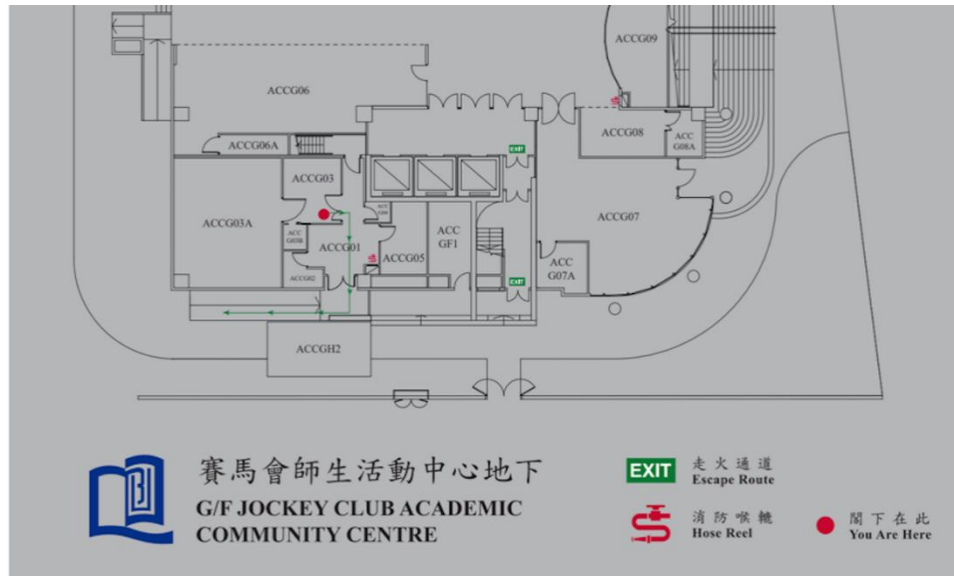 ACCG09
ACCG06
ACCG08
ACC
G08A
ACCG06A
EXIT
ACCG03
ACCG03A
ACCG07
ACC
G03B
ACCG01
ACCG05
ACC
GF1
ACC
G07A
ACCG02
EXIT
ACCGH2
賽馬會師生活動中心地下
G/F JOCKEY CLUB ACADEMIC
COMMUNITY CENTRE
EXIT
走火通道
Escape Route
消防喉轆
Hose Reel
閣下在此
You Are Here